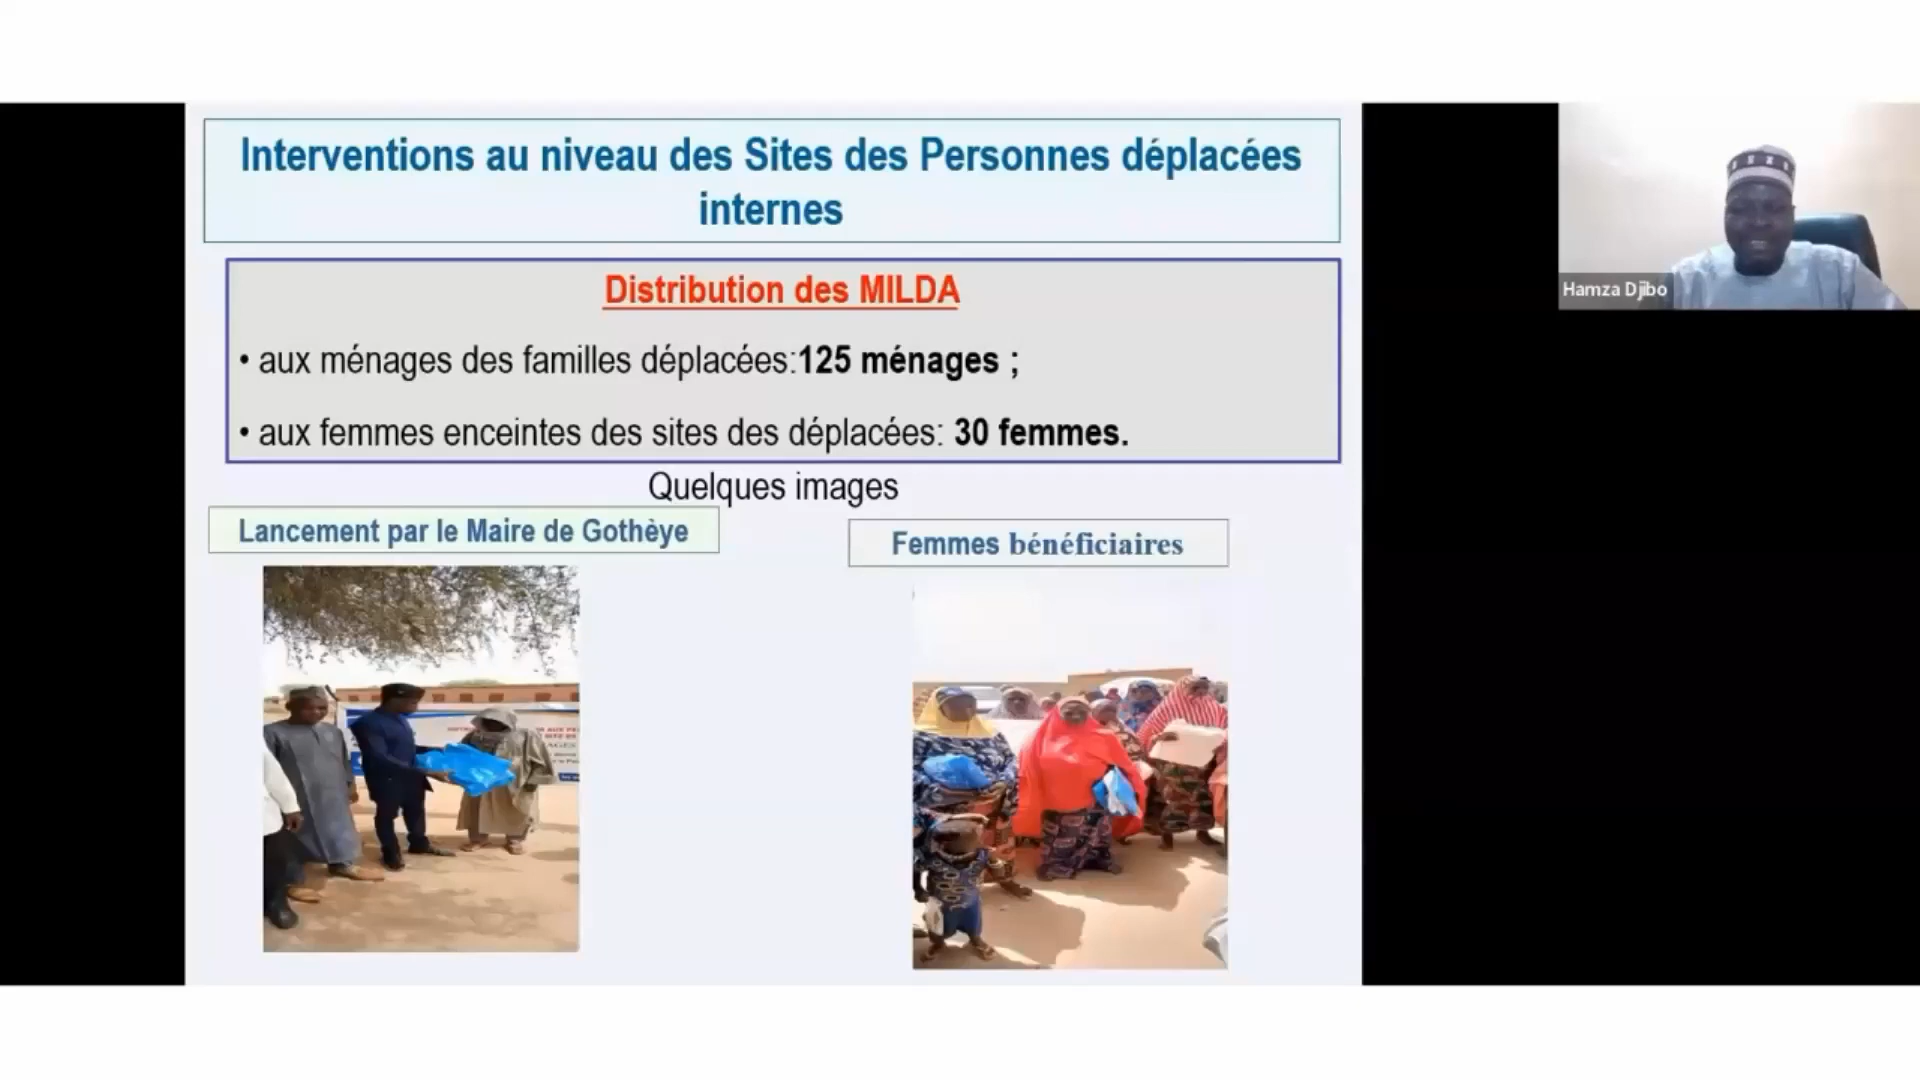 Interventions au niveau des Sites des Personnes déplacées
internes
Distribution des MILDA
• aux ménages des familles déplacées:125 ménages ;
• aux femmes enceintes des sites des déplacées: 30 femmes.
Quelques images
Lancement par le Maire de Gothèye
Femmes bénéficiaires
Hamza Djibo